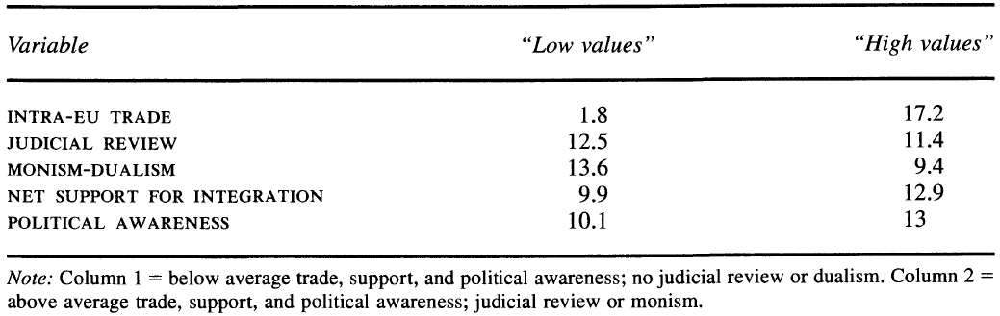 Variable "Low values" "High values"
INTRA-EU TRADE 1.8 17.2
JUDICIAL REVIEW 12.5 11.4
MONISM-DUALISM 13.6 9.4
NET SUPPORT FOR INTEGRATION 9.9 12.9
POLITICAL AWARENESS 10.1 13
Note: Column 1 = below average trade, support, and political awareness; no judicial review or dualism. Column 2 =
above average trade, support, and political awareness; judicial review or monism.